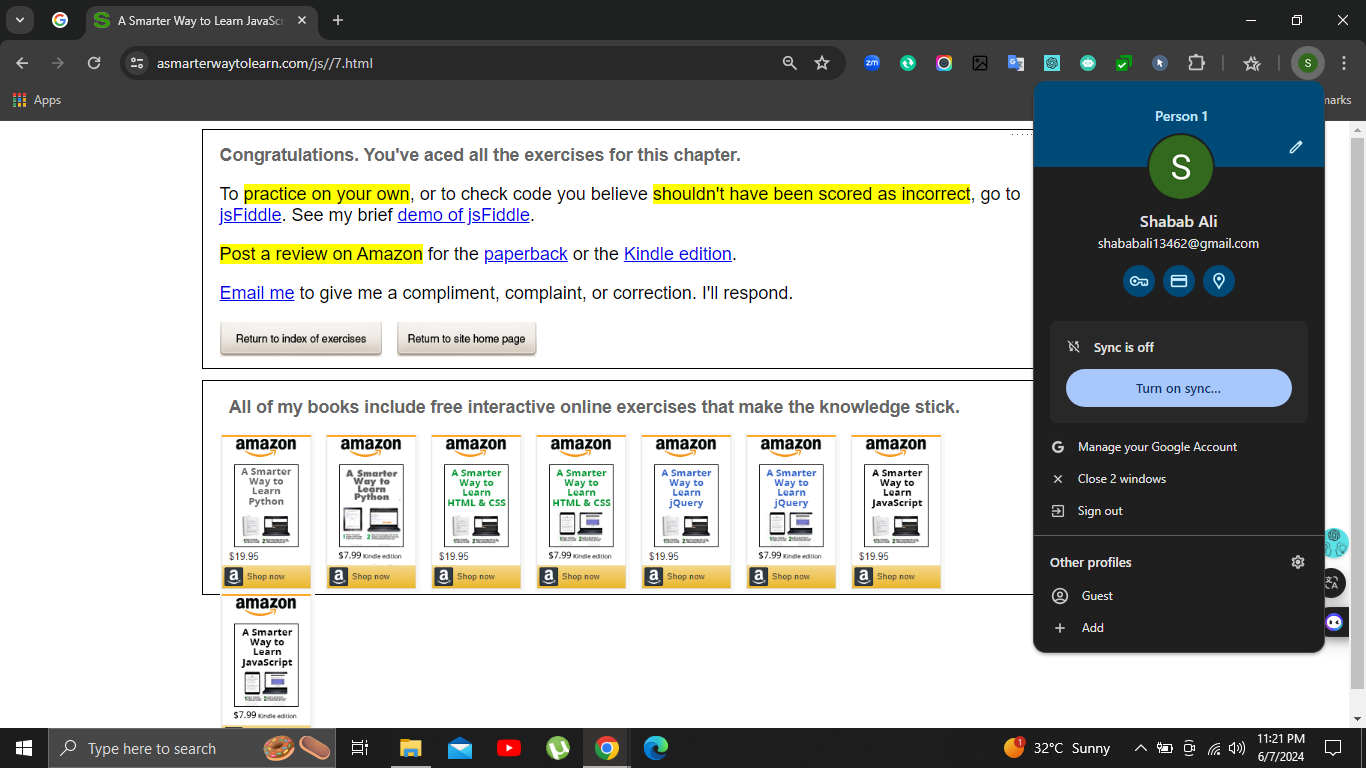 A Smarter Way to Learn JavaScr
asmarterwaytolearn.com/js//7.html
Apps
marks
Person 1
S
Shabab Ali
shababali13462@gmail.com
Sync is off
Turn on sync...
Manage your Google Account
Close 2 windows
Sign out
Other profiles
Guest
Add
Congratulations. You've aced all the exercises for this chapter.
To practice on your own, or to check code you believe shouldn't have been scored as incorrect, go to
jsFiddle. See my brief demo of jsFiddle.
Post a review on Amazon for the paperback or the Kindle edition.
Email me to give me a compliment, complaint, or correction. I'll respond.
Return to index of exercises
Return to site home page
All of my books include free interactive online exercises that make the knowledge stick.
amazon
A Smarter
Way to
Learn
Python
$19.95
Shop now
amazon
A Smarter
Way to
Learn
Python
$7.99 Kindle edition
Shop now
amazon
A Smarter
Way to
Learn
HTML & CSS
$19.95
Shop now
amazon
A Smarter
Way to
Learn
HTML & CSS
$7.99 Kindle edition
Shop now
amazon
A Smarter
Way to
Learn
jQuery
$19.95
Shop now
amazon
A Smarter
Way to
Learn
jQuery
$7.99 Kindle edition
Shop now
amazon
A Smarter
Way to
Learn
JavaScript
$19.95
Shop now
amazon
A Smarter
Way to
Learn
JavaScript
$7.99 Kindle edition
Type here to search
1
32°C Sunny
11:21 PM
6/7/2024